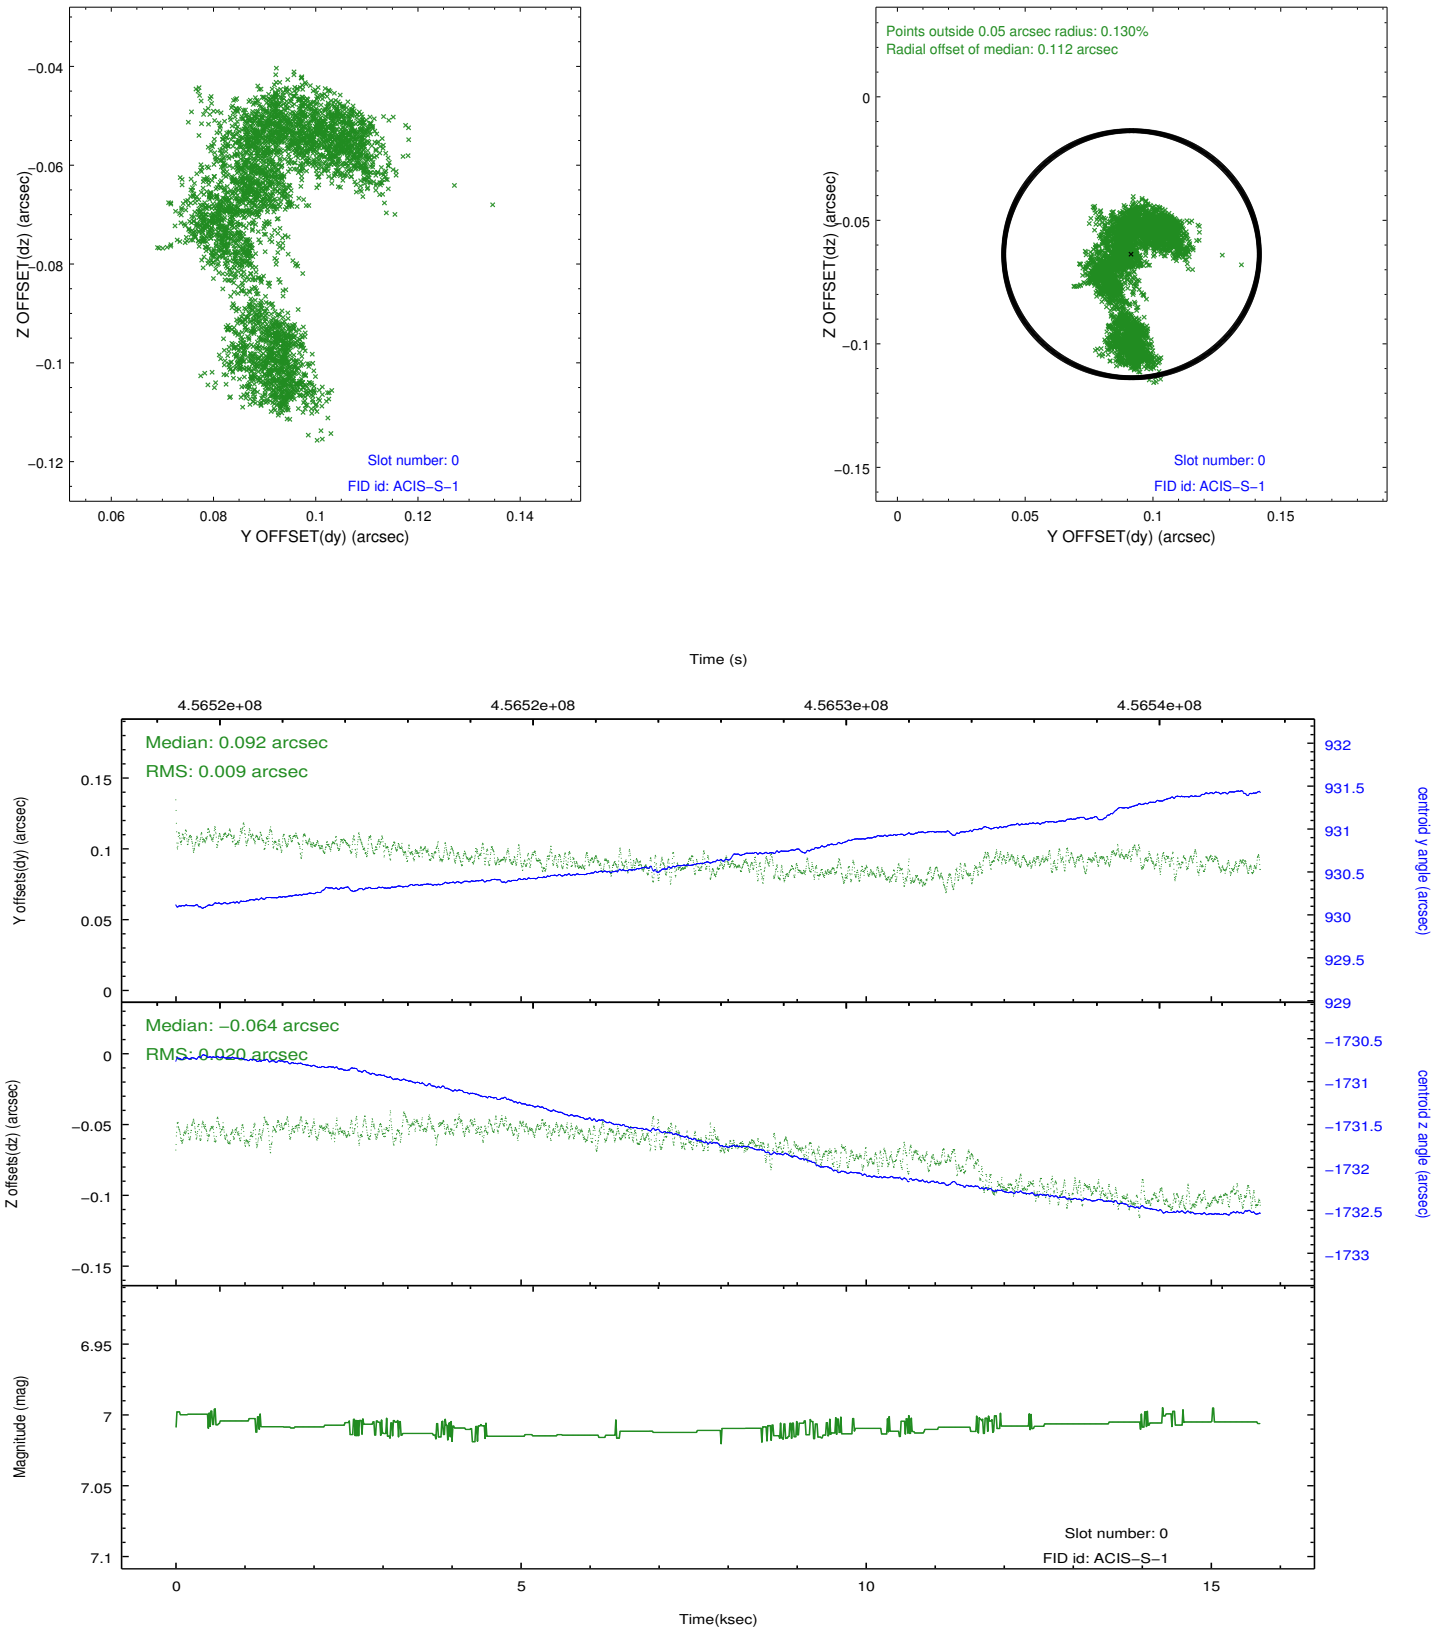 −0.04
−0.06
−0.08
−0.1
−0.12
Z OFFSET(dz) (arcsec)
Slot number: 0
FID id: ACIS−S−1
0.06
0.08
0.1
0.12
0.14
Y OFFSET(dy) (arcsec)
Points outside 0.05 arcsec radius: 0.130%
Radial offset of median: 0.112 arcsec
0
−0.05
−0.1
−0.15
Z OFFSET(dz) (arcsec)
Slot number: 0
FID id: ACIS−S−1
0
0.05
0.1
0.15
Y OFFSET(dy) (arcsec)
Time (s)
4.5652e+08
4.5652e+08
4.5653e+08
4.5654e+08
Median: 0.092 arcsec
RMS: 0.009 arcsec
0.15
0.1
0.05
0
Y offsets(dy) (arcsec)
932
931.5
931
930.5
930
929.5
929
centroid y angle (arcsec)
Median: −0.064 arcsec
RMS: 0.020 arcsec
0
−0.05
−0.1
−0.15
Z offsets(dz) (arcsec)
−1730.5
−1731
−1731.5
−1732
−1732.5
−1733
centroid z angle (arcsec)
6.95
7
7.05
7.1
Magnitude (mag)
Slot number: 0
FID id: ACIS−S−1
0
5
10
15
Time(ksec)